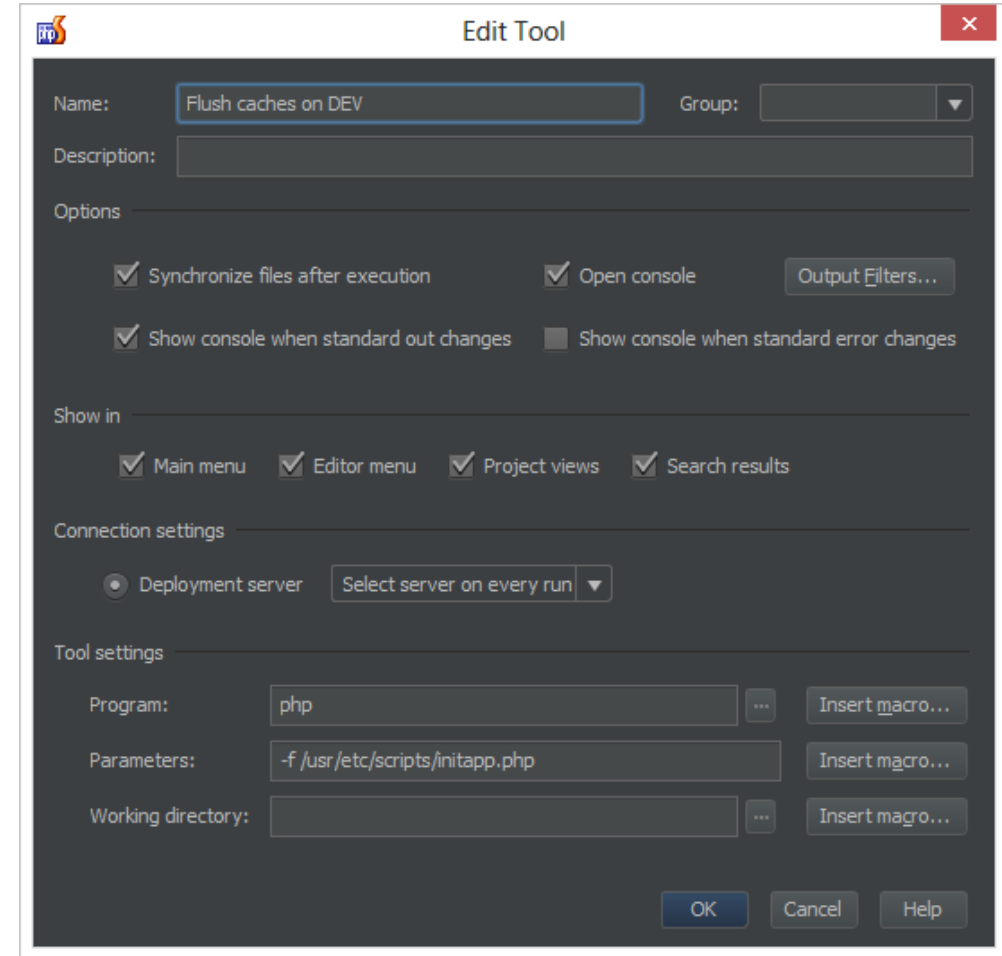 php
Edit Tool
Name: Flush caches on DEV Group:
Description:
Options
Synchronize files after execution Open console Output Filters...
Show console when standard out changes Show console when standard error changes
Show in
Main menu Editor menu Project views Search results
Connection settings
Deployment server Select server on every run
Tool settings
Program: php ... Insert macro...
Parameters: -f /usr/etc/scripts/initapp.php Insert macro...
Working directory: ... Insert macro...
OK Cancel Help